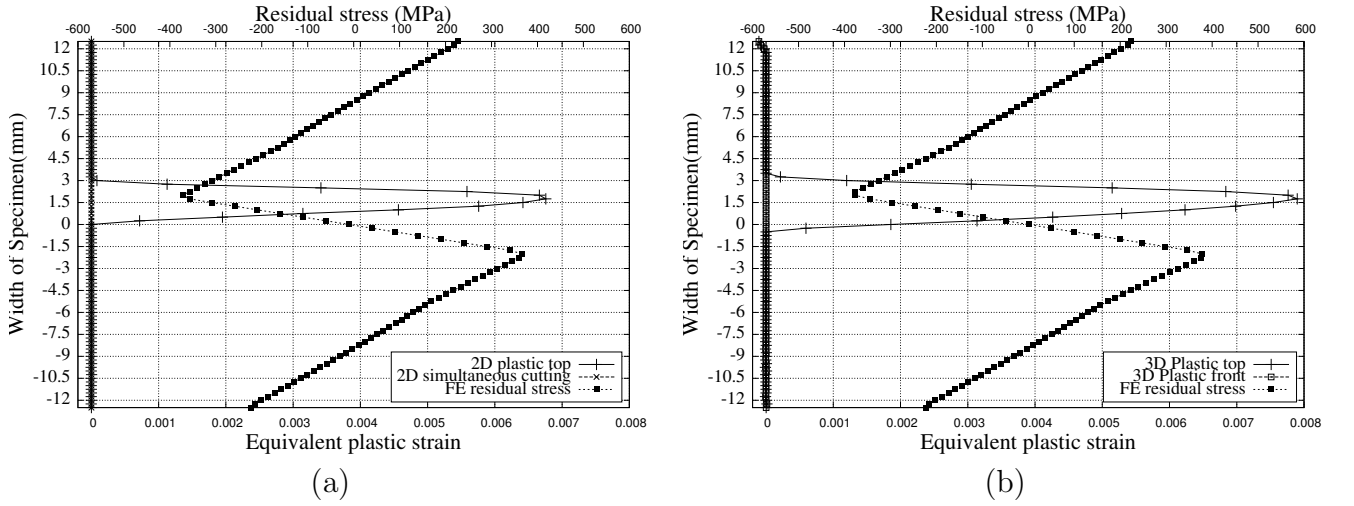 Residual stress (MPa)
-600 -500 -400 -300 -200 -100 0 100 200 300 400 500 600
12
10.5
9
7.5
6
4.5
3
1.5
0
-1.5
-3
-4.5
-6
-7.5
-9
-10.5
-12
Width of Specimen(mm)
2D plastic top
2D simultaneous cutting
FE residual stress
0 0.001 0.002 0.003 0.004 0.005 0.006 0.007 0.008
Equivalent plastic strain
(a)
Residual stress (MPa)
-600 -500 -400 -300 -200 -100 0 100 200 300 400 500 600
12
10.5
9
7.5
6
4.5
3
1.5
0
-1.5
-3
-4.5
-6
-7.5
-9
-10.5
-12
Width of Specimen(mm)
3D Plastic top
3D Plastic front
FE residual stress
0 0.001 0.002 0.003 0.004 0.005 0.006 0.007 0.008
Equivalent plastic strain
(b)